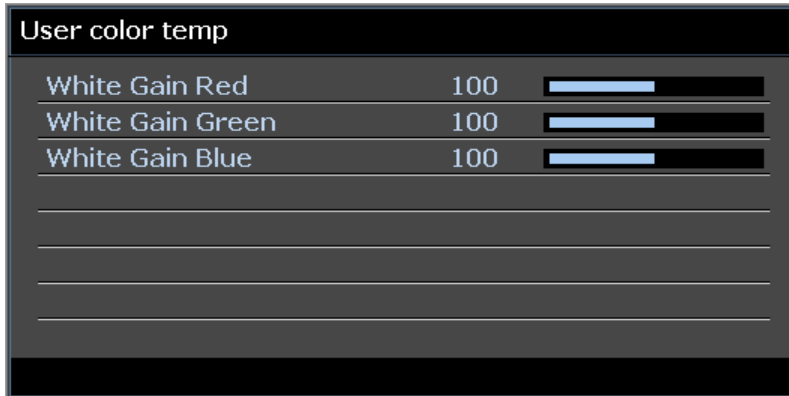 User color temp
White Gain Red 100
White Gain Green 100
White Gain Blue 100